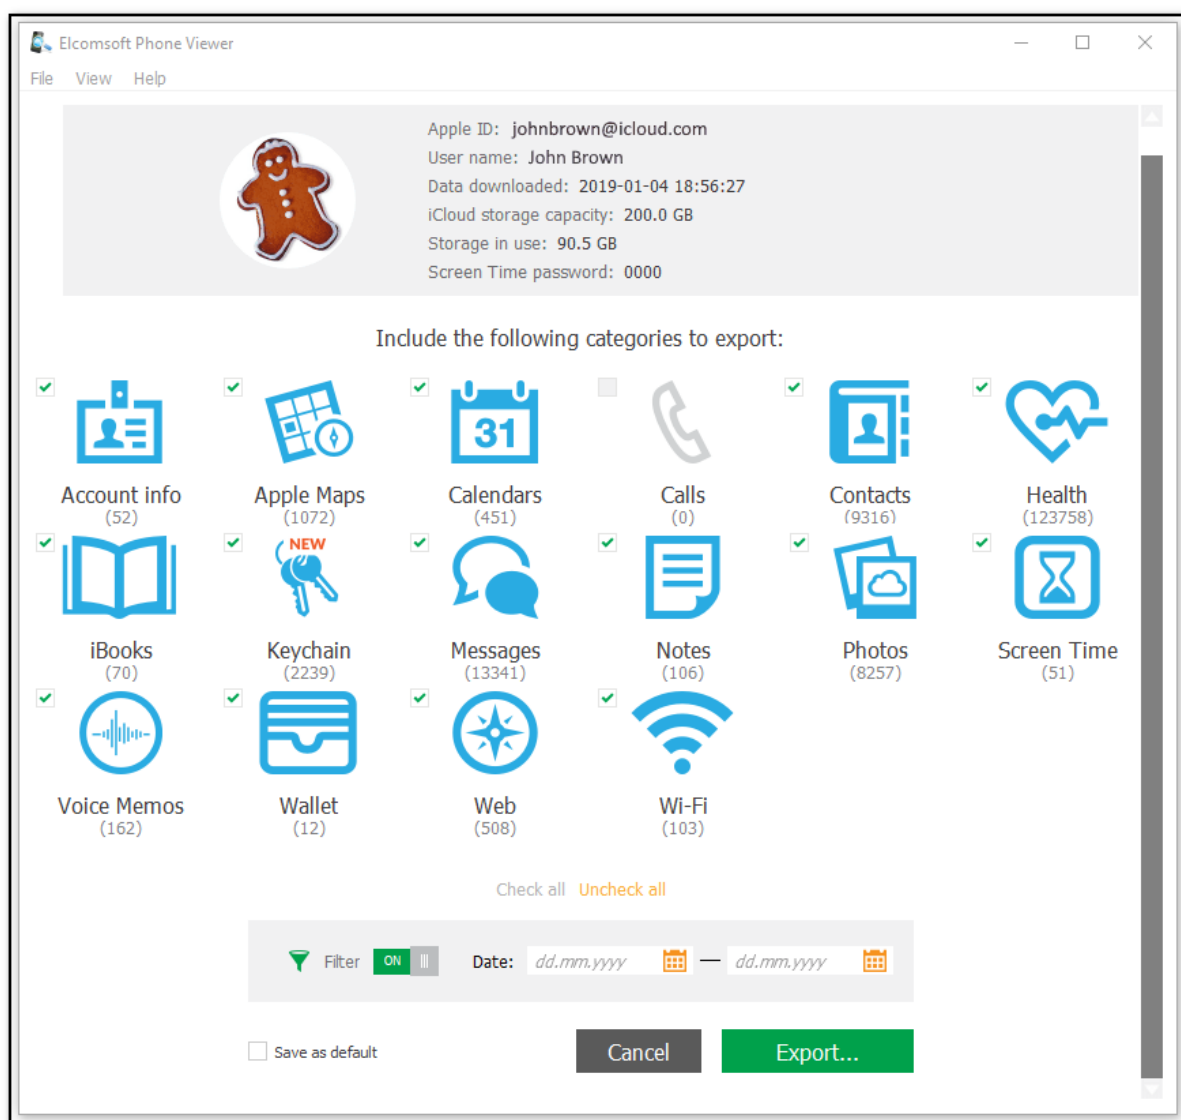 Elcomsoft Phone Viewer
File View Help
Apple ID: johnbrown@icloud.com
User name: John Brown
Data downloaded: 2019-01-04 18:56:27
iCloud storage capacity: 200.0 GB
Storage in use: 90.5 GB
Screen Time password: 0000
Include the following categories to export:
31
Account info Apple Maps Calendars Calls Contacts Health
(52) (1072) (451) (0) (9316) (123758)
NEW
iBooks Keychain Messages Notes Photos Screen Time
(70) (2239) (13341) (106) (8257) (51)
Voice Memos Wallet Web Wi-Fi
(162) (12) (508) (103)
Check all Uncheck all
Filter ON Date: dd.mm.yyyy — dd.mm.yyyy
Save as default Cancel Export...